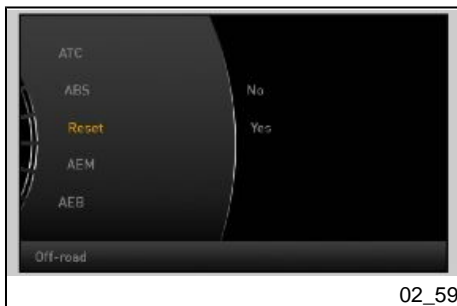 ATC
ABS
No
Reset
Yes
AEM
AEB
Off-road
02_59